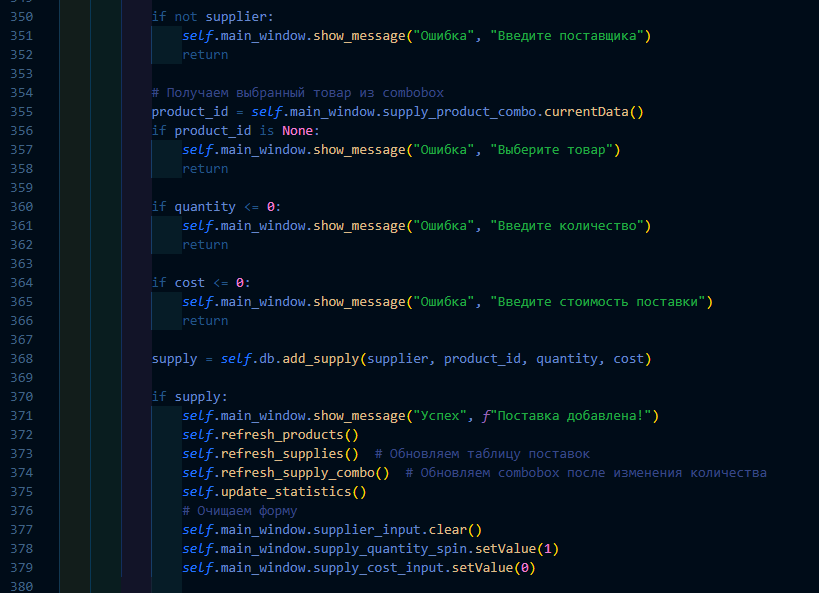 350 if not supplier:
351 self.main_window.show_message("Ошибка", "Введите поставщика")
352 return
353
354 # Получаем выбранный товар из combobox
355 product_id = self.main_window.supply_product_combo.currentData()
356 if product_id is None:
357 self.main_window.show_message("Ошибка", "Выберите товар")
358 return
359
360 if quantity <= 0:
361 self.main_window.show_message("Ошибка", "Введите количество")
362 return
363
364 if cost <= 0:
365 self.main_window.show_message("Ошибка", "Введите стоимость поставки")
366 return
367
368 supply = self.db.add_supply(supplier, product_id, quantity, cost)
369
370 if supply:
371 self.main_window.show_message("Успех", f"Поставка добавлена!")
372 self.refresh_products()
373 self.refresh_supplies() # Обновляем таблицу поставок
374 self.refresh_supply_combo() # Обновляем combobox после изменения количества
375 self.update_statistics()
376 # Очищаем форму
377 self.main_window.supplier_input.clear()
378 self.main_window.supply_quantity_spin.setValue(1)
379 self.main_window.supply_cost_input.setValue(0)
380